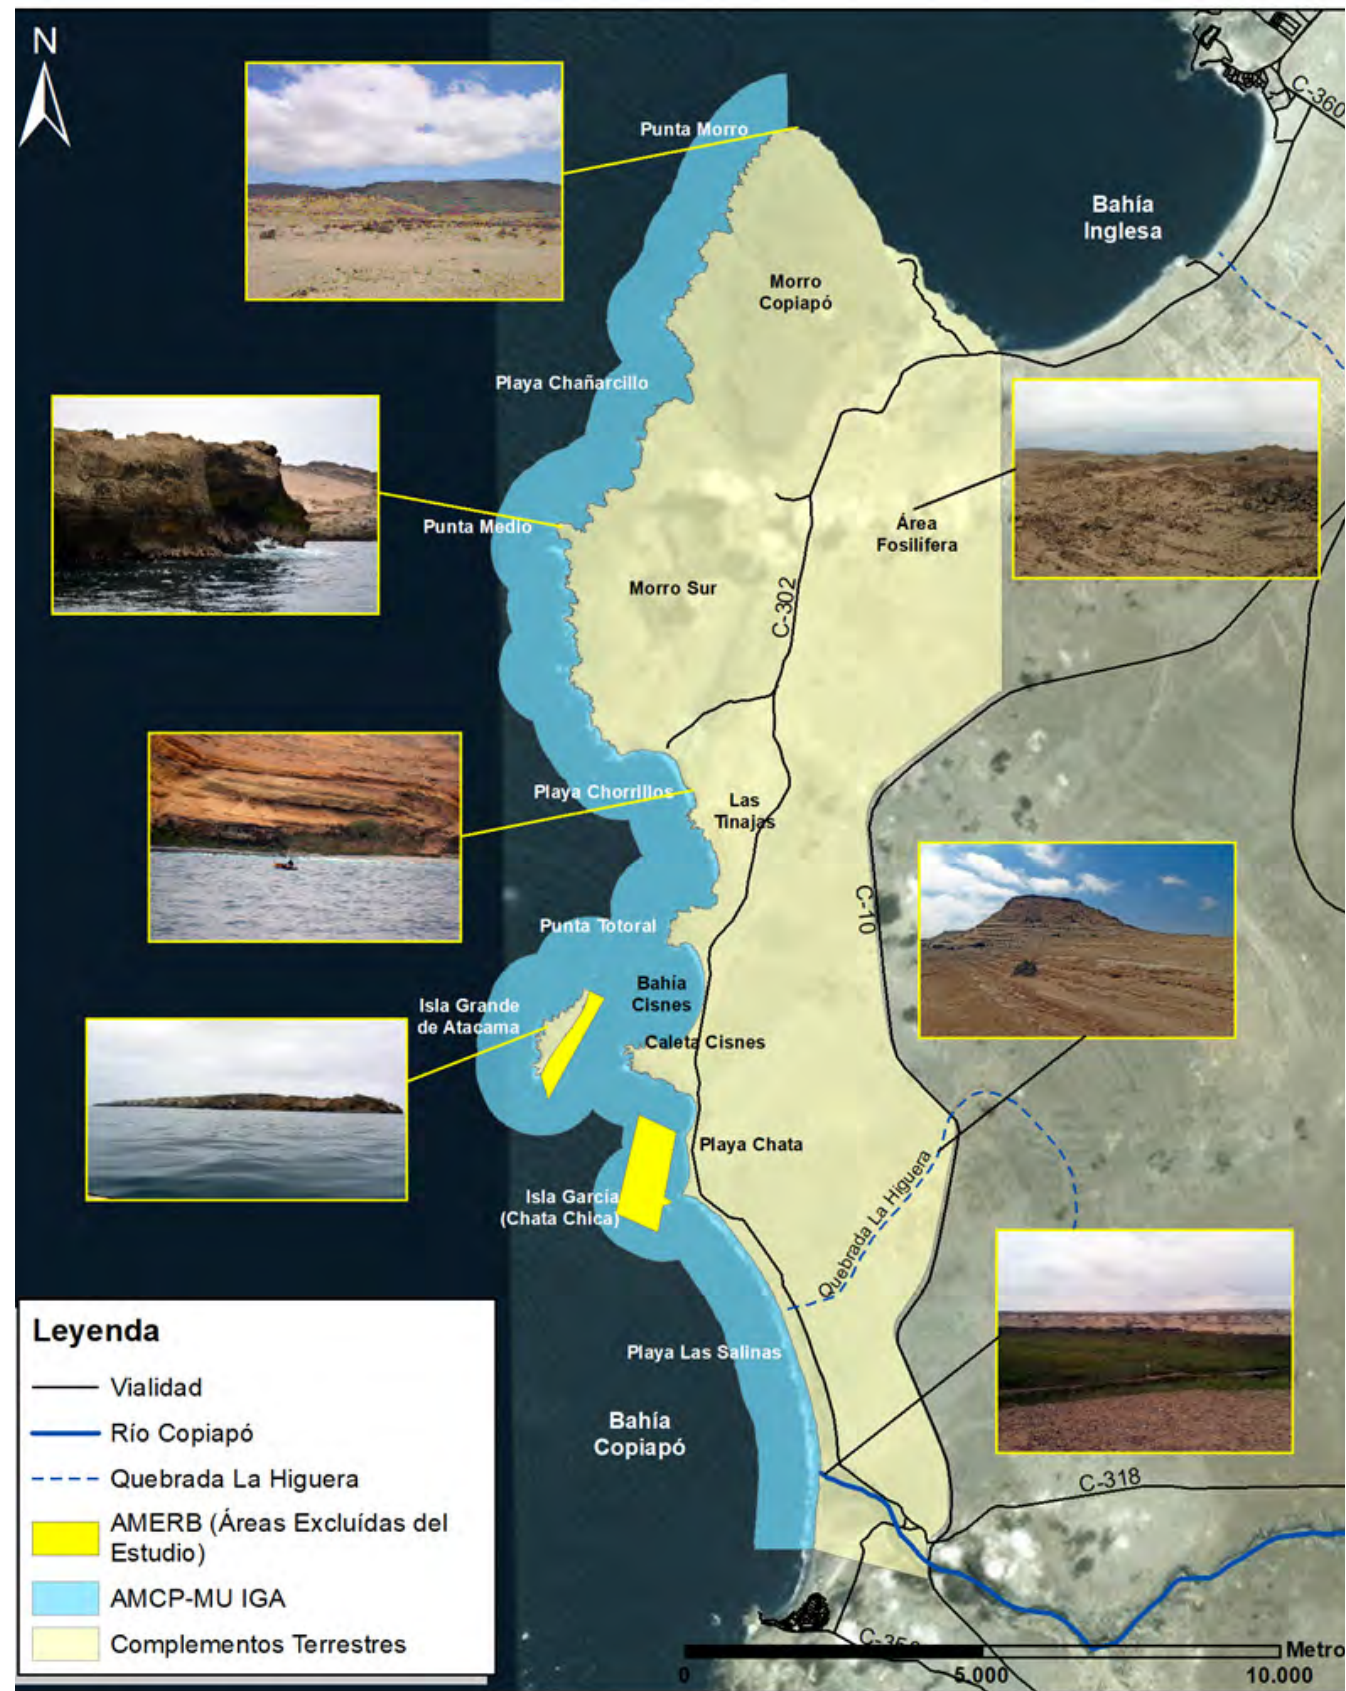 N
C-360
Punta Morro
Bahía
Inglesa
Morro
Copiapó
Playa Chañarcillo
Punta Medio
Área
Fosilifera
Morro Sur
C-302
Playa Chorrillos
Las
Tinajas
C-10
Punta Totoral
Bahía
Cisnes
Isla Grande
de Atacama
Caleta Cisnes
Playa Chata
Quebrada La Higuera
Isla García
(Chata Chica)
Playa Las Salinas
Bahía
Copiapó
C-318
Leyenda
Vialidad
Río Copiapó
Quebrada La Higuera
AMERB (Áreas Excluídas del
Estudio)
AMCP-MU IGA
Complementos Terrestres
Metro
0 5.000 10.000